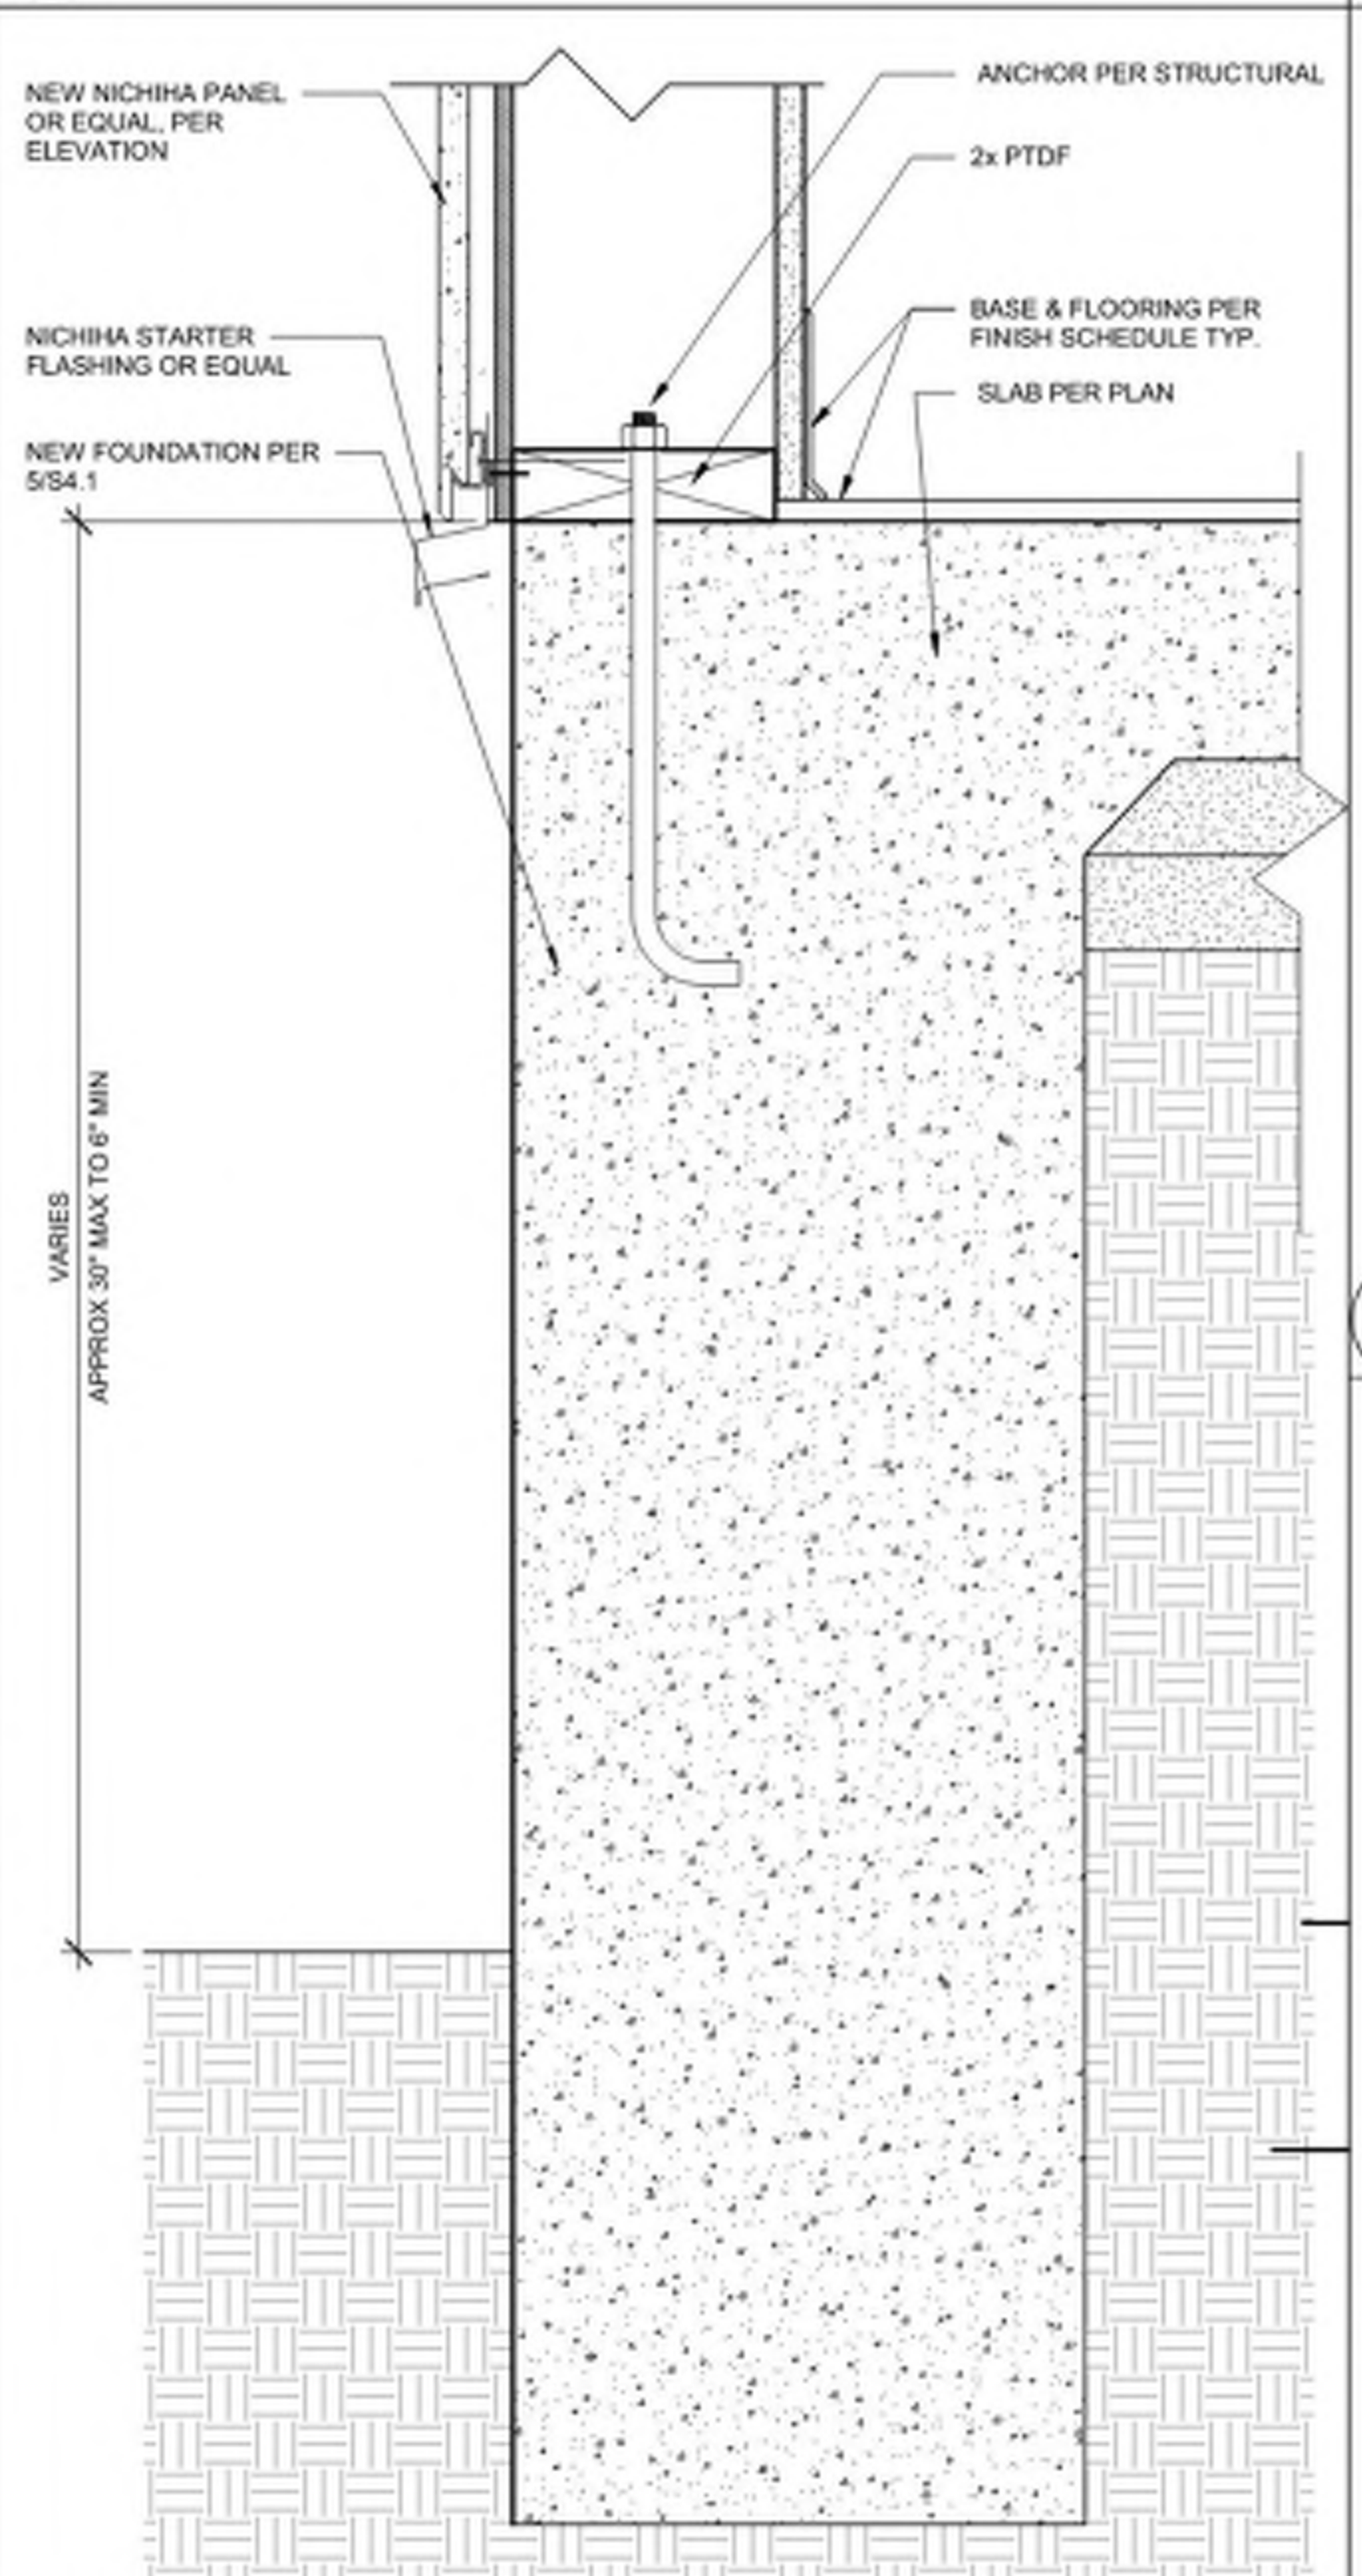 NEW NICHIHA PANEL
OR EQUAL, PER
ELEVATION
ANCHOR PER STRUCTURAL
2x PTDF
NICHIHA STARTER
FLASHING OR EQUAL
BASE & FLOORING PER
FINISH SCHEDULE TYP.
SLAB PER PLAN
NEW FOUNDATION PER
5/S4.1
VARIES
APPROX 30" MAX TO 6" MIN